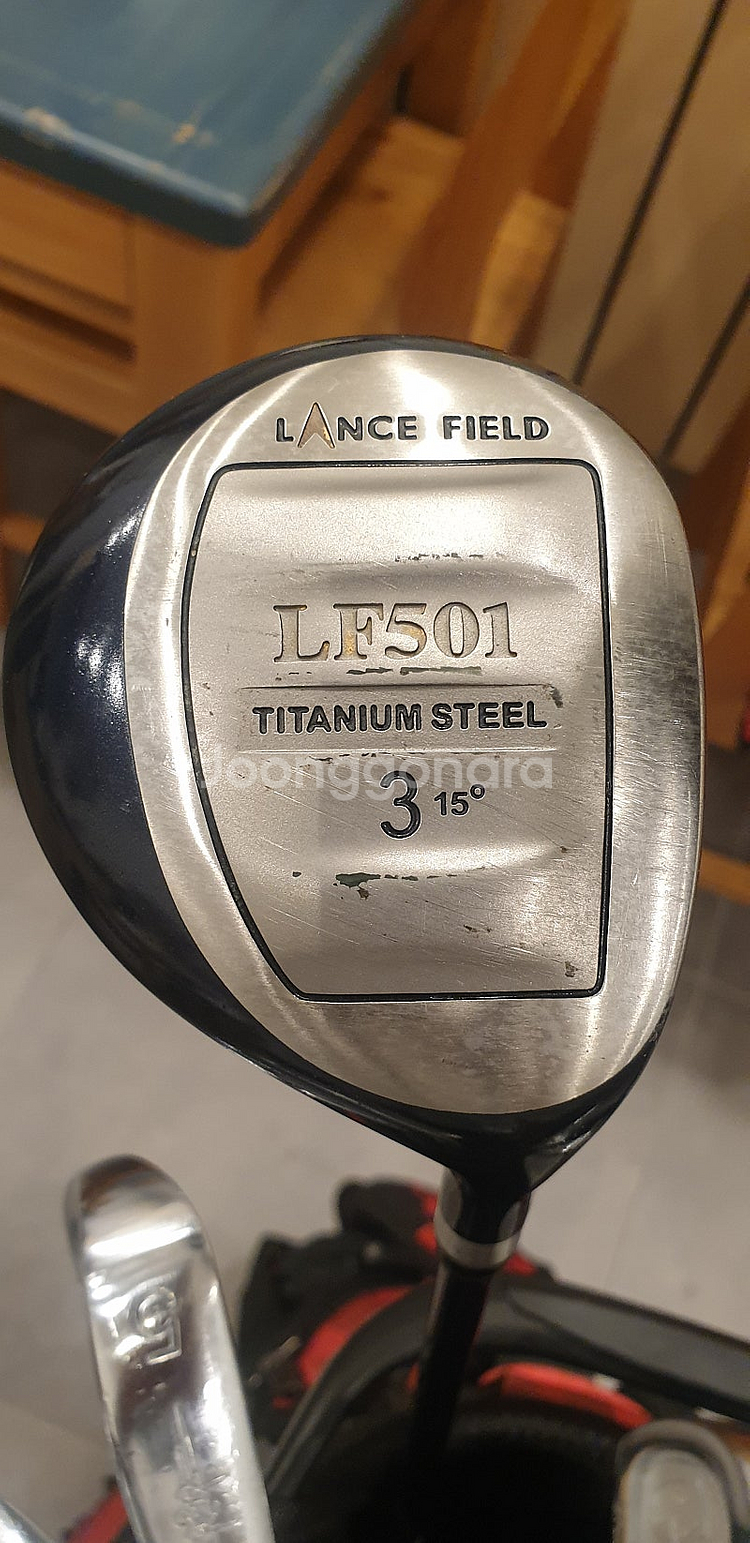 LANCE FIELD
LF501
TITANIUM STEEL
Joonggonara
3 15°
5